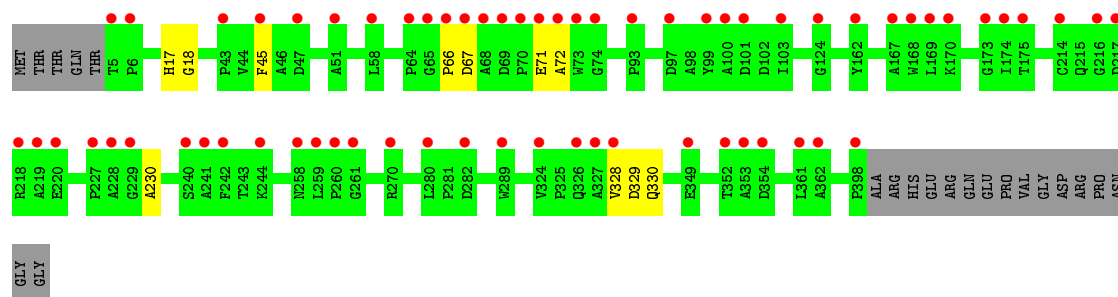 MET THR THR GLN THR T5 P6 H17 G18 P43 V44 F45 A46 D47 A51 L58 P64 G65 P66 D67 A68 D69 P70 E71 A72 W73 G74 P93 D97 A98 Y99 A100 D101 D102 I103 G124 Y162 A167 W168 L169 K170 G173 I174 T175 C214 Q215 G216 D217
R218 A219 E220 P227 A228 G229 A230 S240 A241 F242 T243 K244 N258 L259 P260 G261 R270 L280 P281 D282 W289 V324 P325 Q326 A327 V328 D329 Q330 E349 T352 A353 D354 L361 A362 P398 ALA ARG HIS GLU ARG GLN GLU PRO VAL GLY ASP ARG PRO ASN
GLY GLY